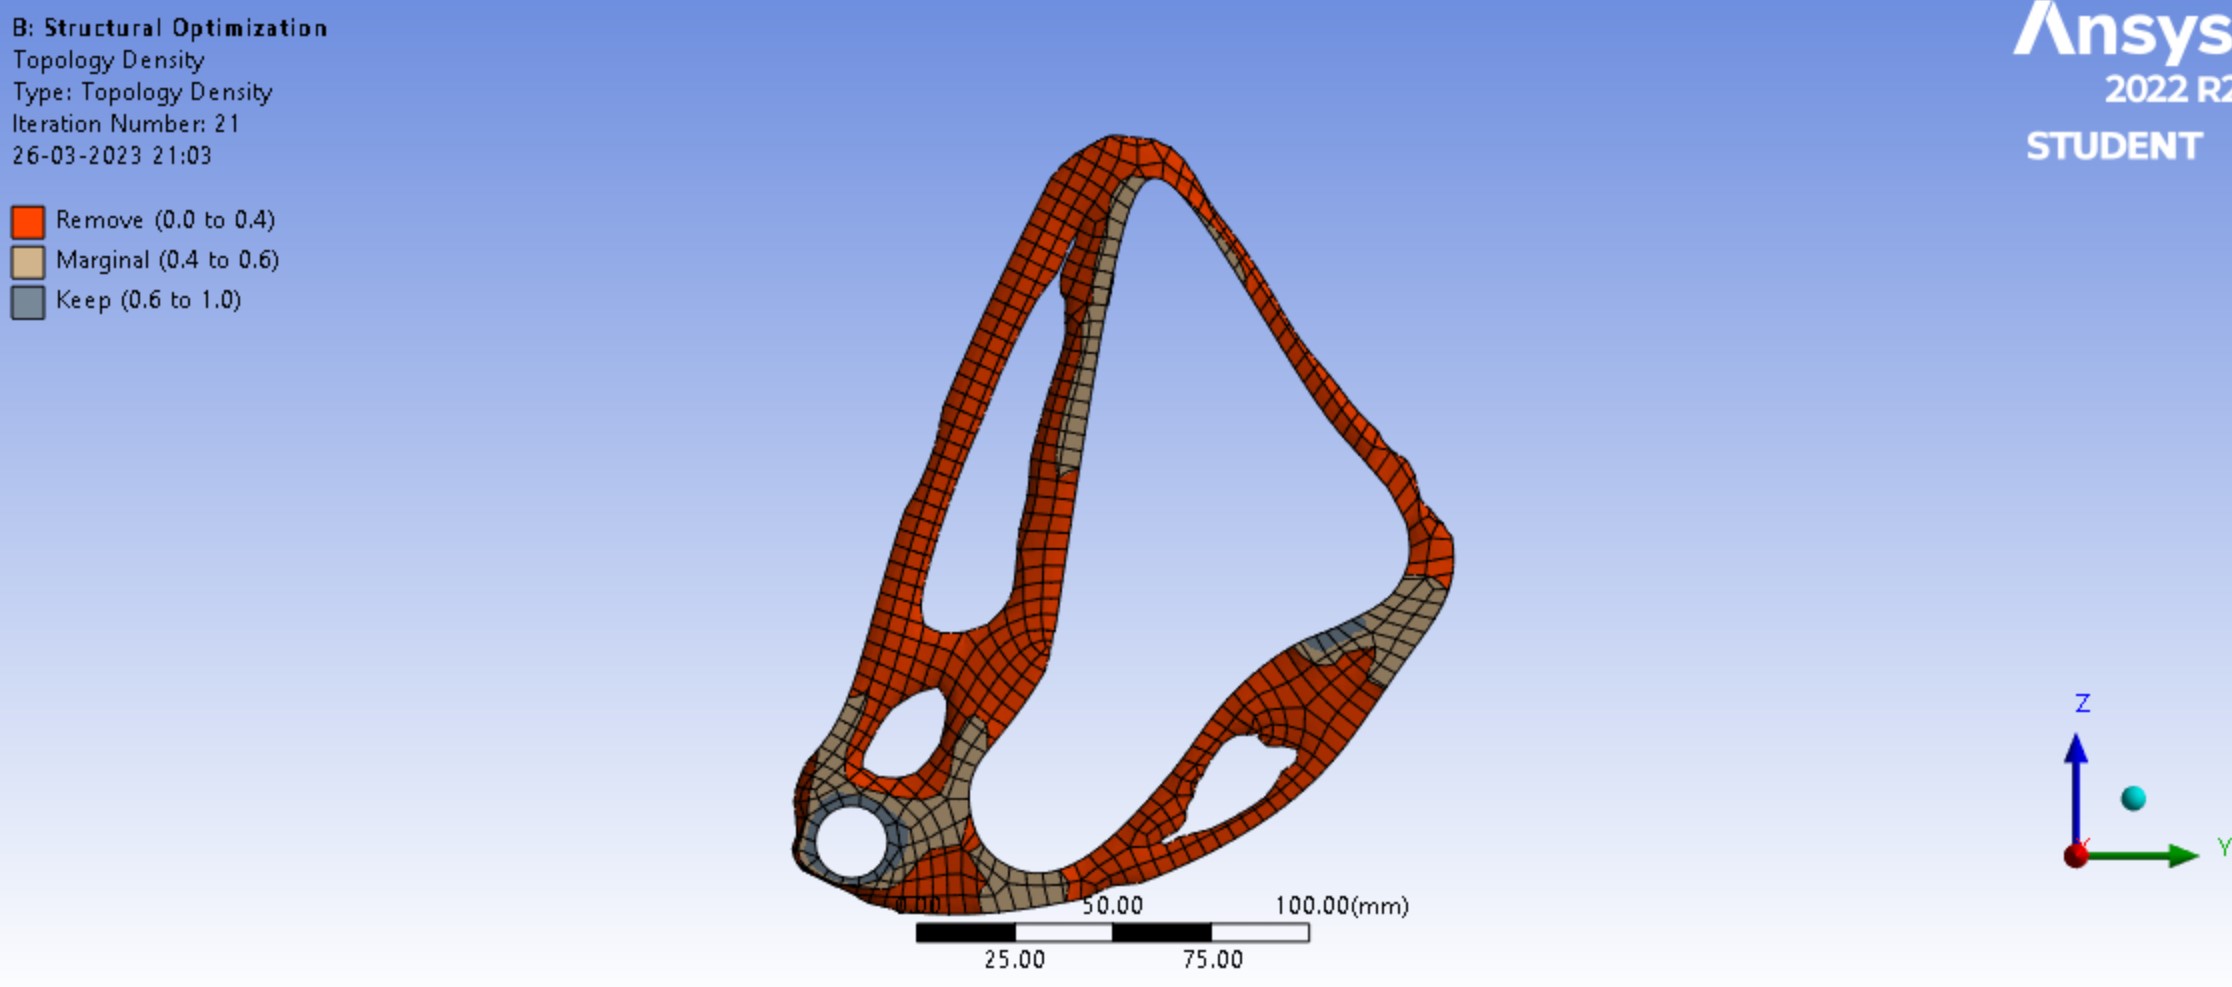 B: Structural Optimization
Topology Density
Type: Topology Density
Iteration Number: 21
26-03-2023 21:03
Remove (0.0 to 0.4)
Marginal (0.4 to 0.6)
Keep (0.6 to 1.0)
Ansys
2022 R2
STUDENT
0.00 50.00 100.00(mm)
25.00 75.00
Z
Y
X